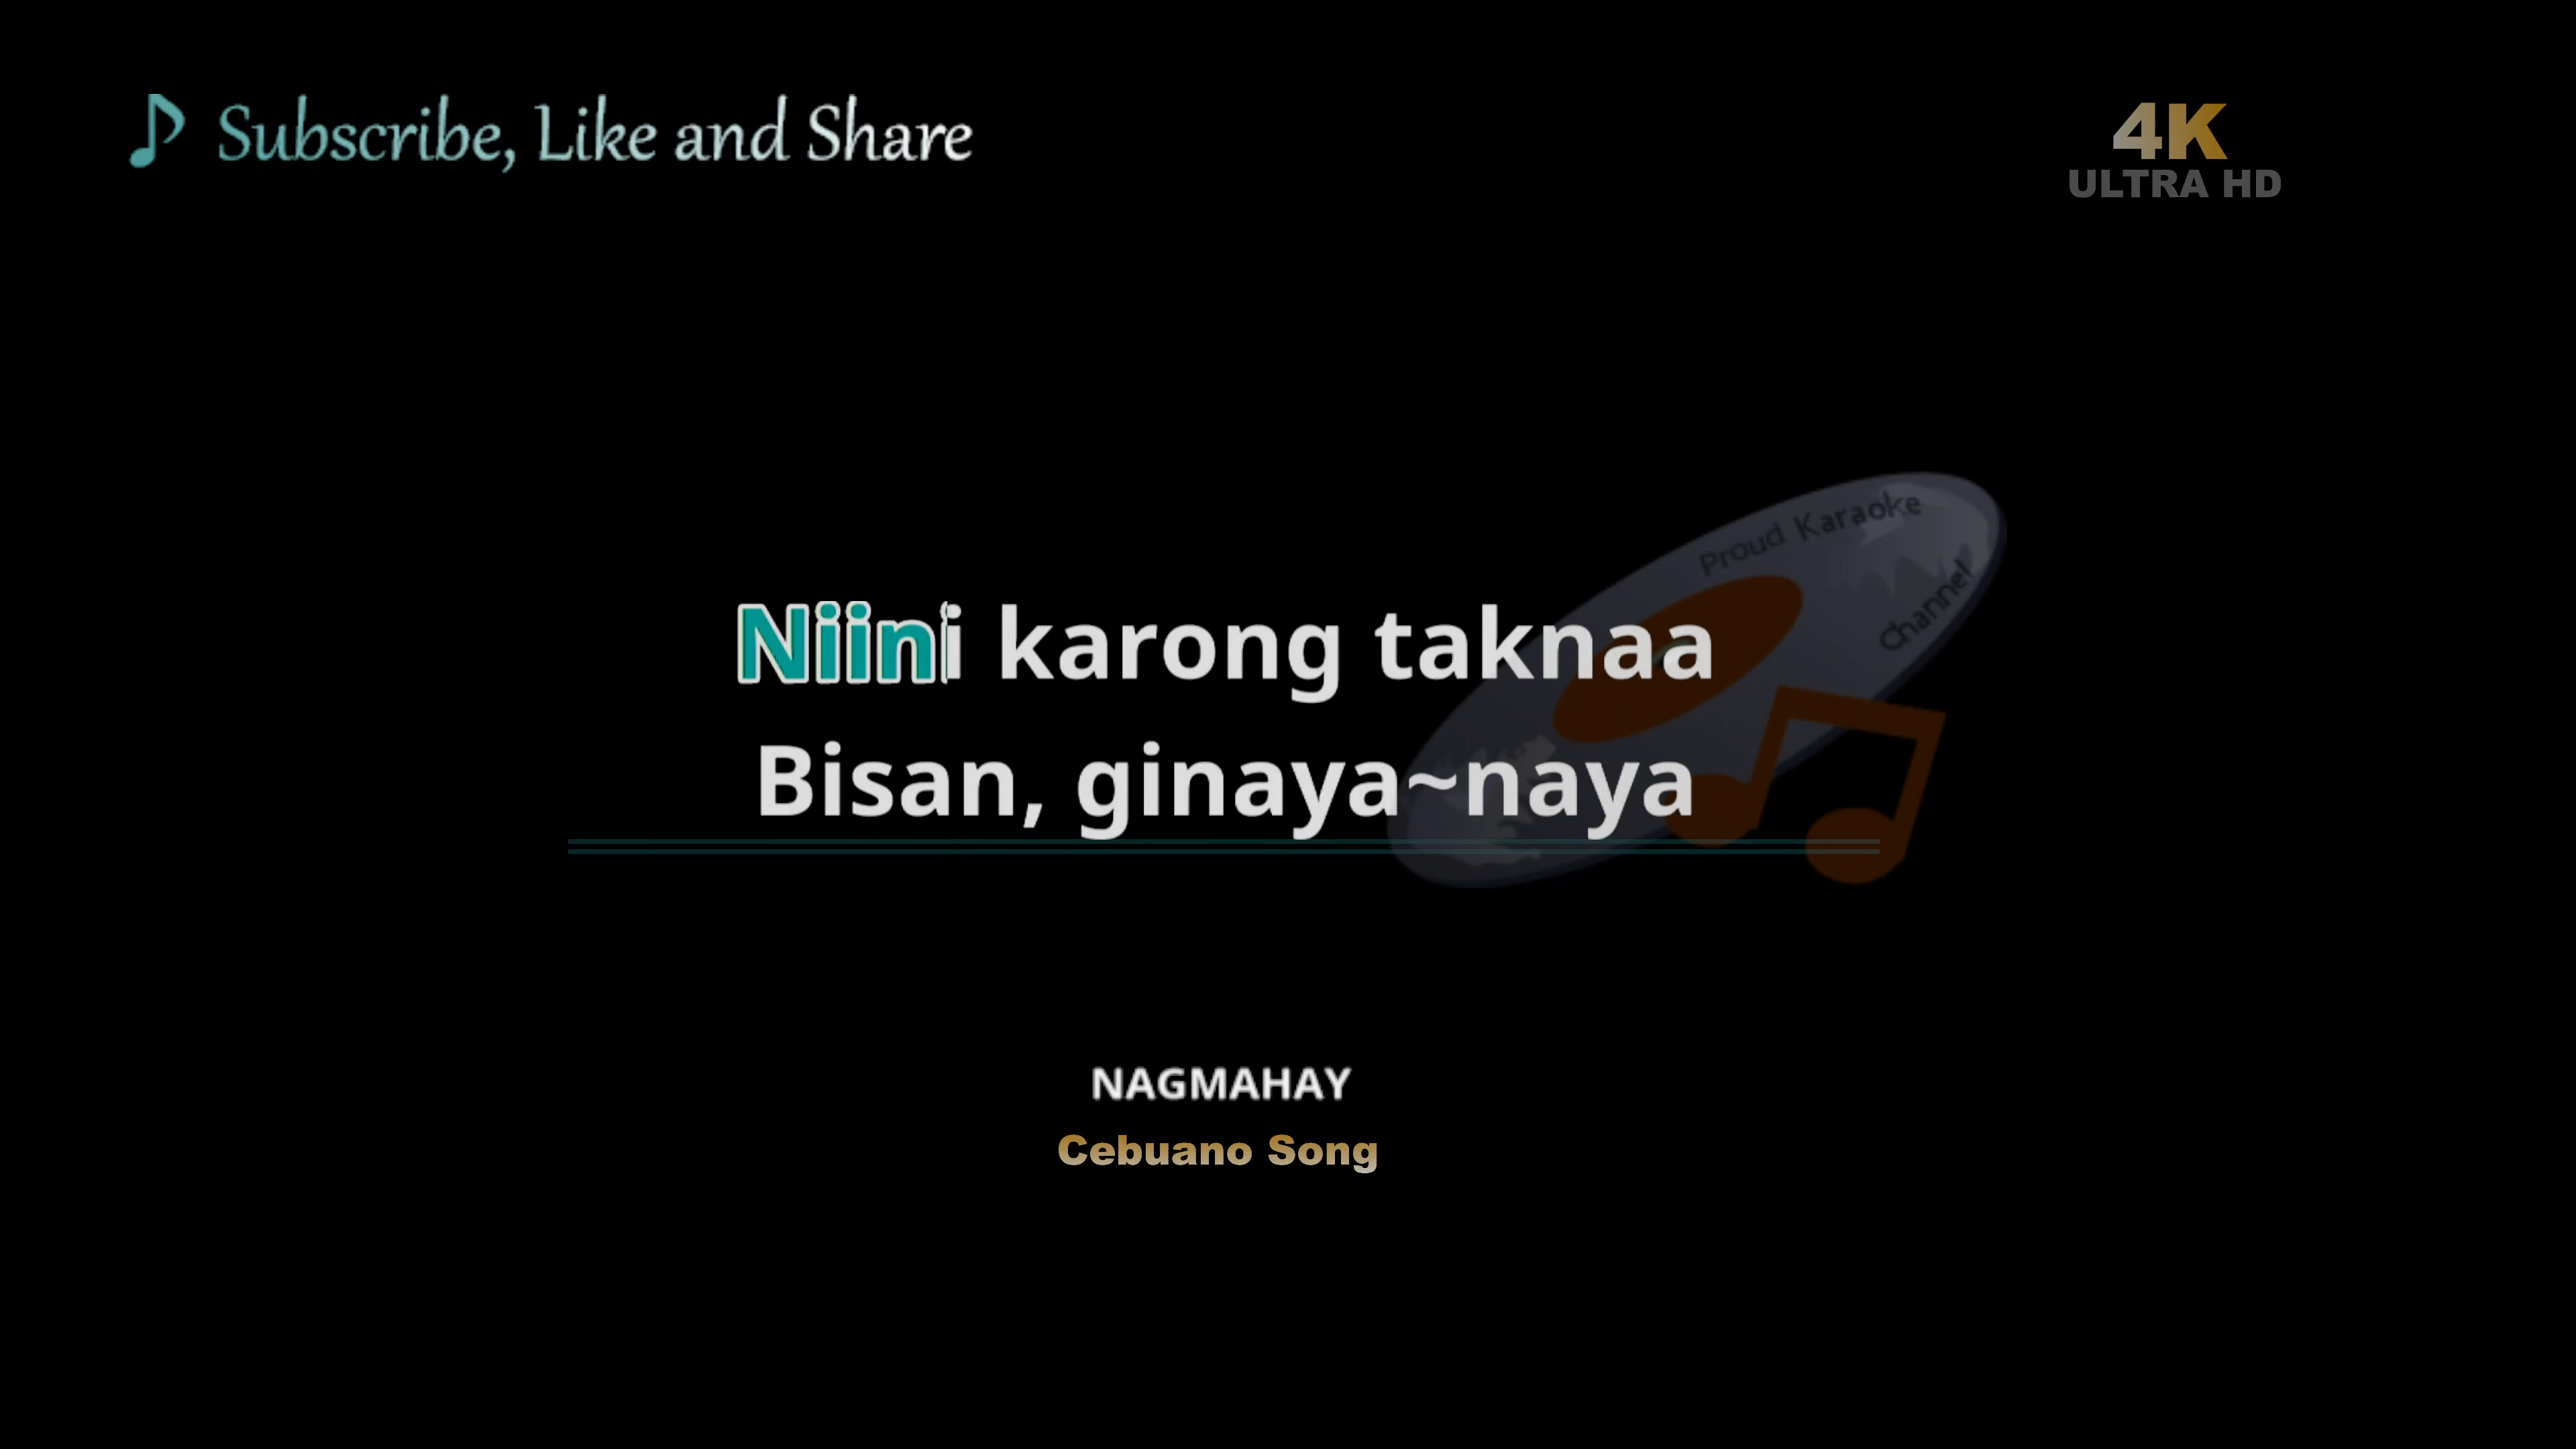 Subscribe, Like and Share
4K
ULTRA HD
Proud Karaoke
channel
Niini karong taknaa
Bisan, ginaya~naya
NAGMAHAY
Cebuano Song